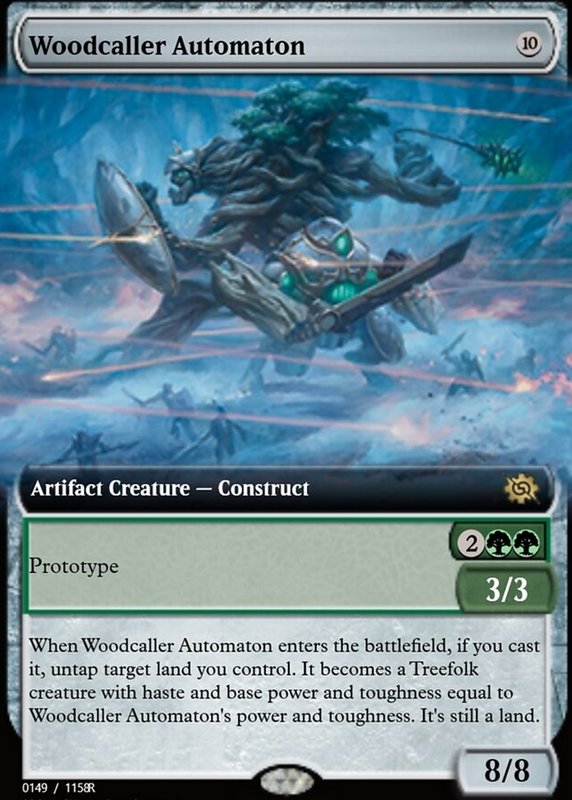 Woodcaller Automaton 10
Artifact Creature — Construct
Prototype 2
3/3
When Woodcaller Automaton enters the battlefield, if you cast
it, untap target land you control. It becomes a Treefolk
creature with haste and base power and toughness equal to
Woodcaller Automaton's power and toughness. It's still a land.
8/8
0149 / 1158R